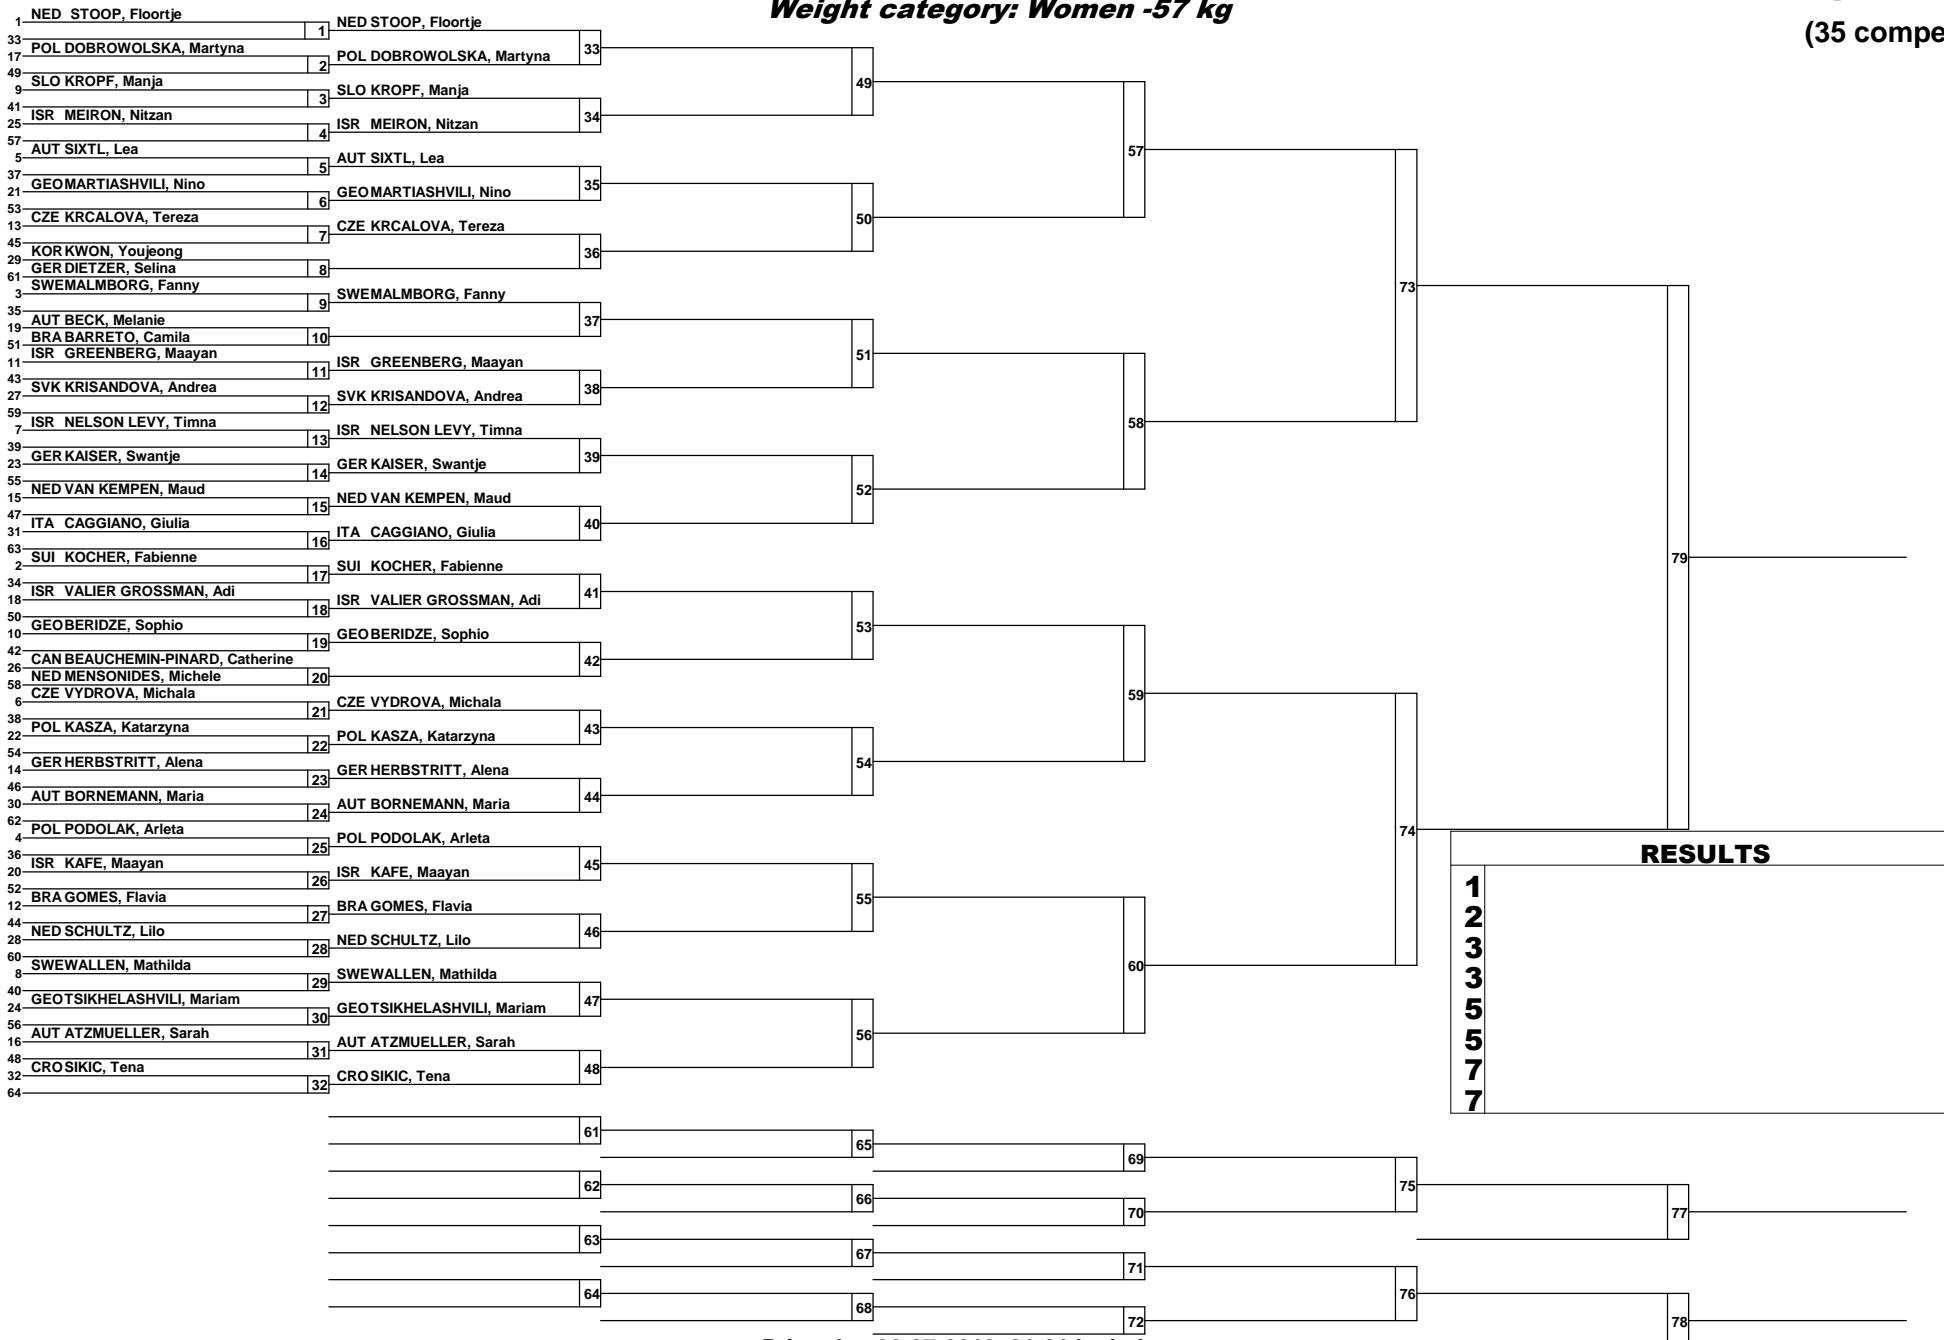 Weight category: Women -57 kg
(35 compe
1 NED STOOP, Floortje
33
1 NED STOOP, Floortje
17 POL DOBROWOLSKA, Martyna
49
2 POL DOBROWOLSKA, Martyna
33
9 SLO KROPF, Manja
41
3 SLO KROPF, Manja
25 ISR MEIRON, Nitzan
57
4 ISR MEIRON, Nitzan
34
49
5 AUT SIXTL, Lea
37
5 AUT SIXTL, Lea
21 GEO MARTIASHVILI, Nino
53
6 GEO MARTIASHVILI, Nino
35
13 CZE KRCALOVA, Tereza
45
7 CZE KRCALOVA, Tereza
29 KOR KWON, Youjeong
61 GER DIETZER, Selina
8
36
50
57
3 SWE MALMBORG, Fanny
35
9 SWE MALMBORG, Fanny
19 AUT BECK, Melanie
51 BRA BARRETO, Camila
10
37
11 ISR GREENBERG, Maayan
43
11 ISR GREENBERG, Maayan
27 SVK KRISANDOVA, Andrea
59
12 SVK KRISANDOVA, Andrea
38
51
7 ISR NELSON LEVY, Timna
39
13 ISR NELSON LEVY, Timna
23 GER KAISER, Swantje
55
14 GER KAISER, Swantje
39
15 NED VAN KEMPEN, Maud
47
15 NED VAN KEMPEN, Maud
31 ITA CAGGIANO, Giulia
63
16 ITA CAGGIANO, Giulia
40
52
58
73
2 SUI KOCHER, Fabienne
34
17 SUI KOCHER, Fabienne
18 ISR VALIER GROSSMAN, Adi
50
18 ISR VALIER GROSSMAN, Adi
41
10 GEO BERIDZE, Sophio
42
19 GEO BERIDZE, Sophio
26 CAN BEAUCHEMIN-PINARD, Catherine
58 NED MENSONIDES, Michele
20
42
53
6 CZE VYDROVA, Michala
38
21 CZE VYDROVA, Michala
22 POL KASZA, Katarzyna
54
22 POL KASZA, Katarzyna
43
14 GER HERBSTRITT, Alena
46
23 GER HERBSTRITT, Alena
30 AUT BORNEMANN, Maria
62
24 AUT BORNEMANN, Maria
44
54
59
4 POL PODOLAK, Arleta
36
25 POL PODOLAK, Arleta
20 ISR KAFE, Maayan
52
26 ISR KAFE, Maayan
45
12 BRA GOMES, Flavia
44
27 BRA GOMES, Flavia
28 NED SCHULTZ, Lilo
60
28 NED SCHULTZ, Lilo
46
55
8 SWE WALLEN, Mathilda
40
29 SWE WALLEN, Mathilda
24 GEO TSIKHELASHVILI, Mariam
56
30 GEO TSIKHELASHVILI, Mariam
47
16 AUT ATZMUELLER, Sarah
48
31 AUT ATZMUELLER, Sarah
32 CRO SIKIC, Tena
64
32 CRO SIKIC, Tena
48
56
60
74
79
RESULTS
1
2
3
3
5
5
7
7
61
65
69
62
66
70
75
77
63
67
71
64
68
72
76
78